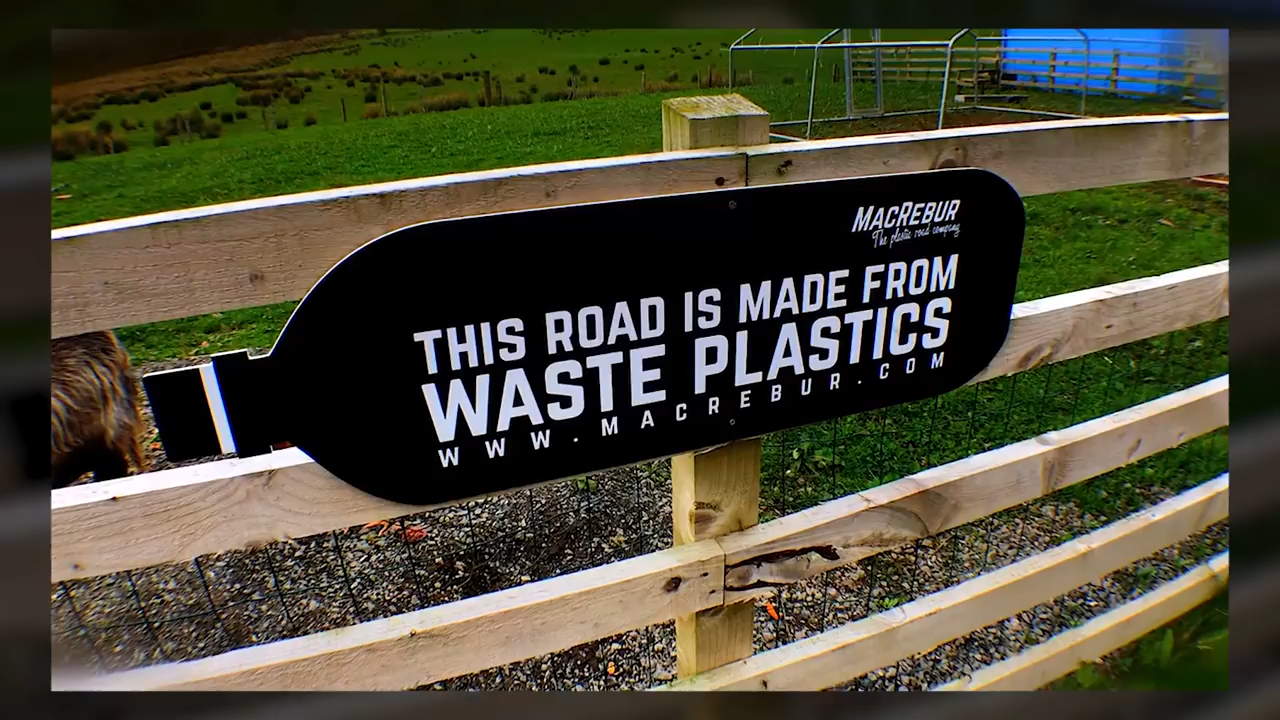 MACREBUR
The plastic road company
THIS ROAD IS MADE FROM
WASTE PLASTICS
WWW.MACREBUR.COM